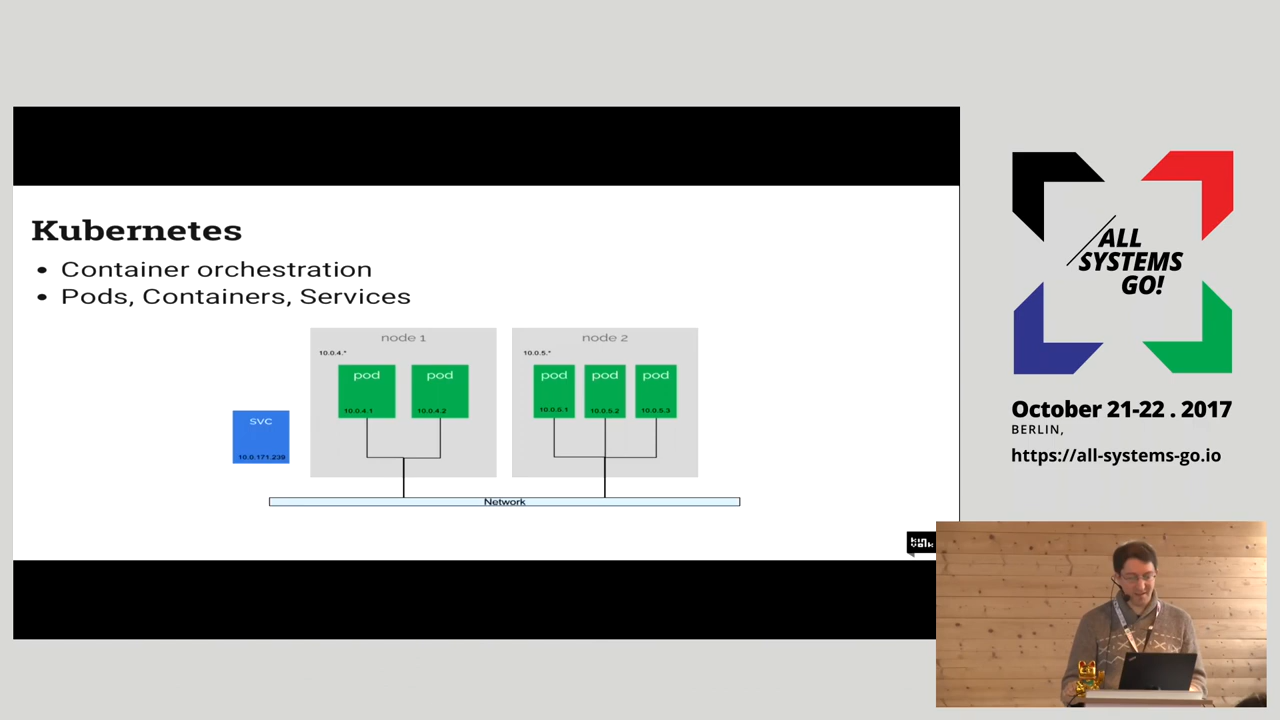 Kubernetes
• Container orchestration
• Pods, Containers, Services
node 1
node 2
10.0.4.*
10.0.5.*
pod
pod
pod
pod
pod
10.0.4.1
10.0.4.2
10.0.5.1
10.0.5.2
10.0.5.3
svc
10.0.171.239
Network
kin
volk
ALL
SYSTEMS
GO!
October 21-22 . 2017
BERLIN,
https://all-systems-go.io